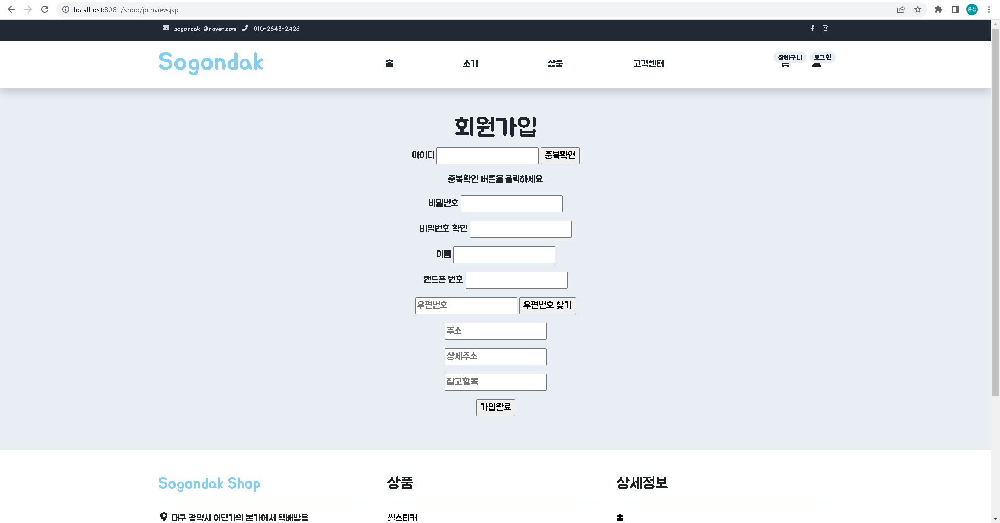 localhost:8081/shop/joinview.jsp
윤섭
sogondak_@naver.com 010-2643-2428
Sogondak
홈 소개 상품 고객센터
장바구니 로그인
회원가입
아이디 중복확인
중복확인 버튼을 클릭하세요
비밀번호
비밀번호 확인
이름
핸드폰 번호
우편번호 우편번호 찾기
주소
상세주소
참고항목
가입완료
Sogondak Shop 상품 상세정보
대구 광역시 어딘가의 본가에서 택배받음 씰스티커 홈